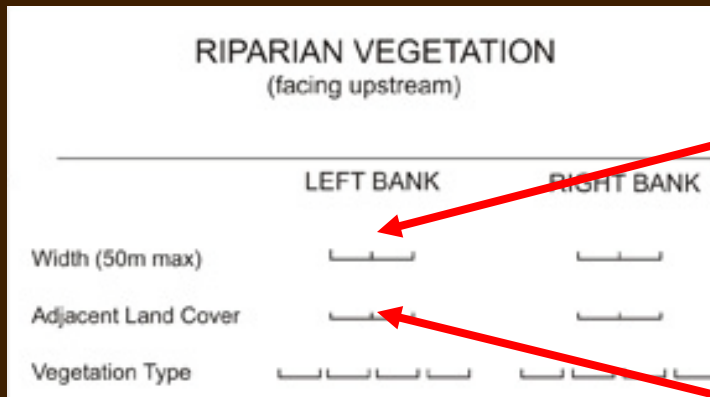 RIPARIAN VEGETATION
(facing upstream)
LEFT BANK RIGHT BANK
Width (50m max)
Adjacent Land Cover
Vegetation Type